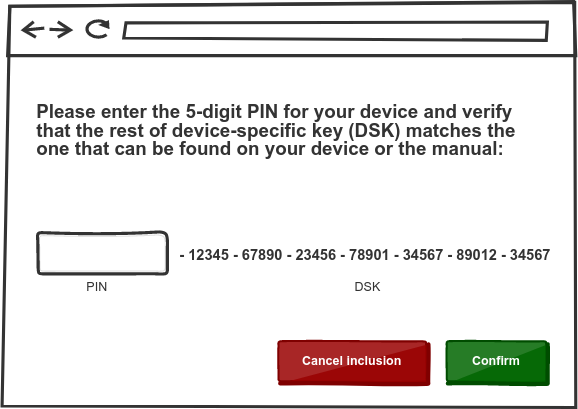 Please enter the 5-digit PIN for your device and verify
that the rest of device-specific key (DSK) matches the
one that can be found on your device or the manual:
- 12345 - 67890 - 23456 - 78901 - 34567 - 89012 - 34567
PIN DSK
Cancel inclusion Confirm